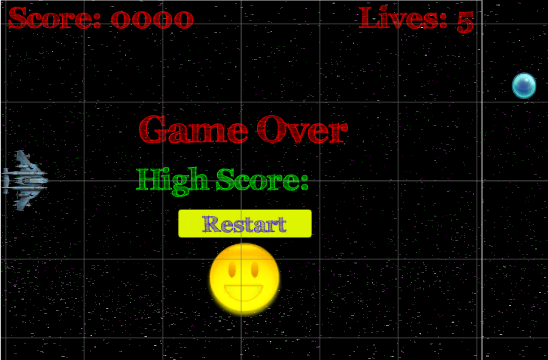 Score: 0000
Lives: 5
Game Over
High Score:
Restart